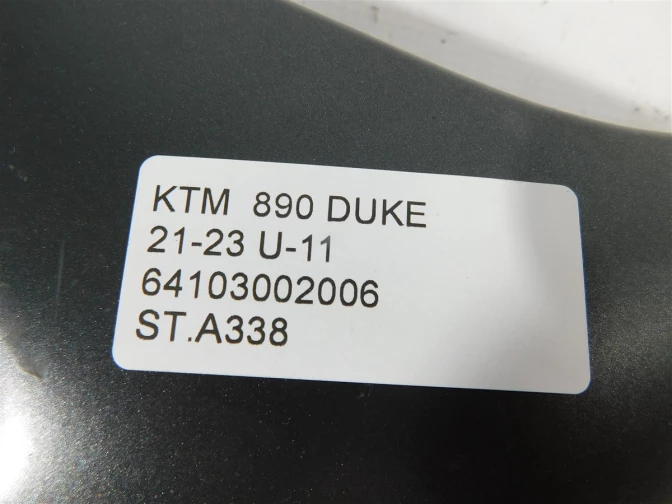 KTM 890 DUKE
21-23 U-11
64103002006
ST.A338